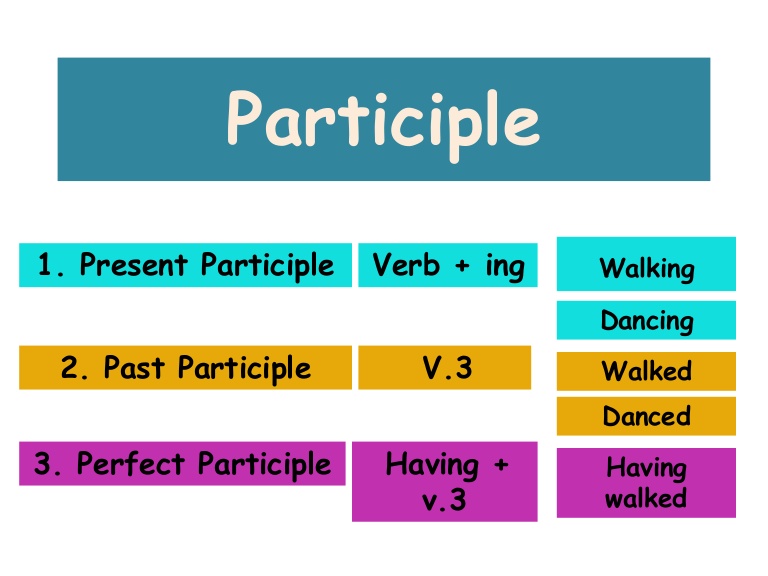 Participle
1. Present Participle
Verb + ing
Walking
Dancing
2. Past Participle
V.3
Walked
Danced
3. Perfect Participle
Having +
v.3
Having
walked